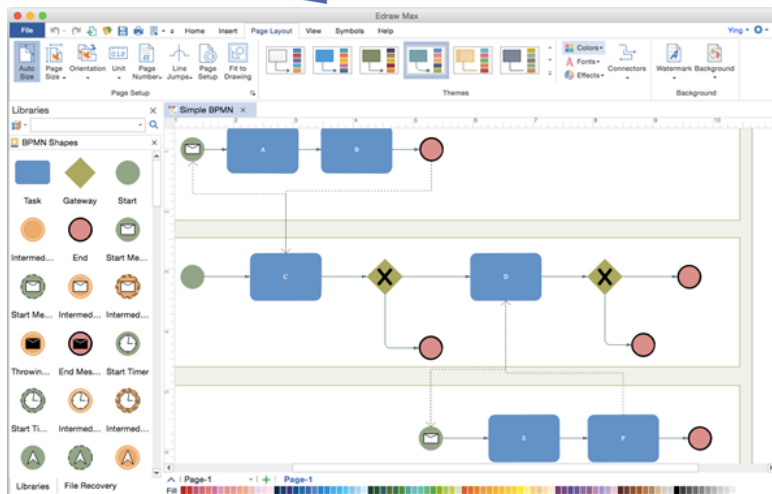 Edraw Max
File Home Insert Page Layout View Symbols Help Ying
Auto Size
Page Size
Orientation
Unit
Page Number
Line Jumps
Page Setup
Fit to Drawing
Colors
Fonts
Effects
Connectors
Watermark
Background
Page Setup Themes Background
Libraries
Simple BPMN
BPMN Shapes
Task Gateway Start
Intermed... End Start Me...
Start Me... Intermed... Intermed...
Throwin... End Mes... Start Timer
Start Ti... Intermed... Intermed...
A B
C D
E F
Libraries File Recovery
Page-1 Page-1
Fill